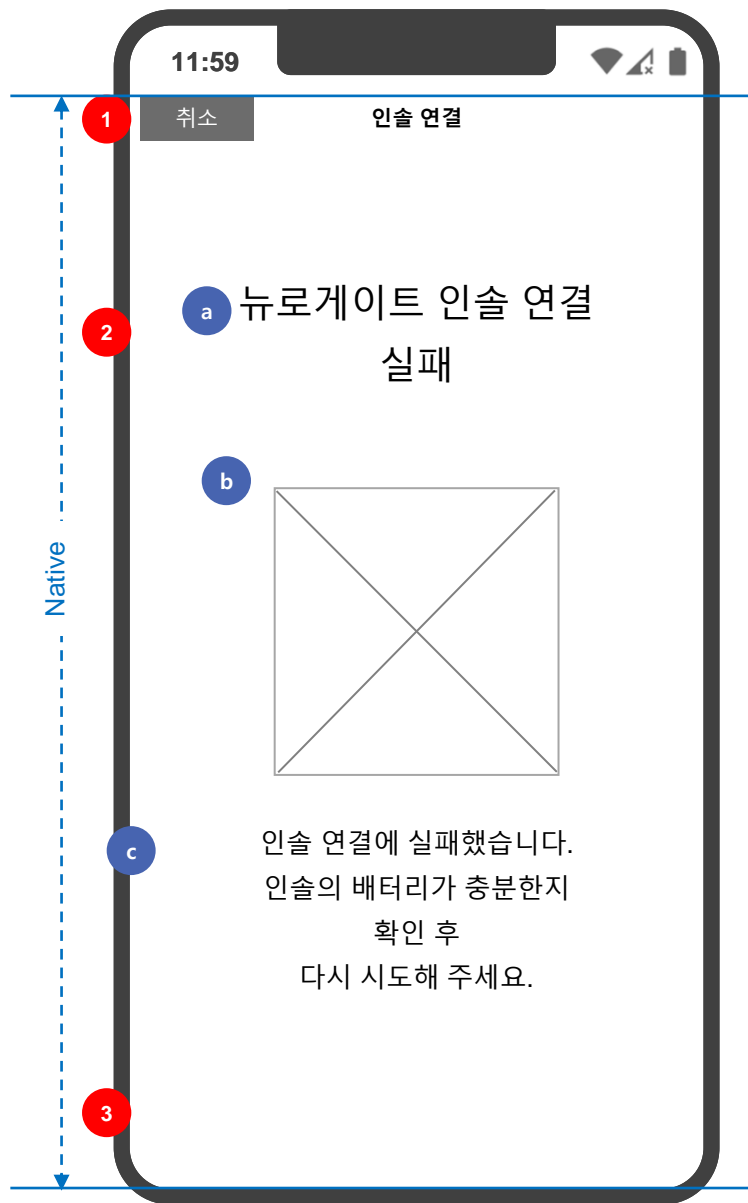 11:59
1
취소
인솔 연결
a
뉴로게이트 인솔 연결
2
실패
b
Native
c
인솔 연결에 실패했습니다.
인솔의 배터리가 충분한지
확인 후
다시 시도해 주세요.
3